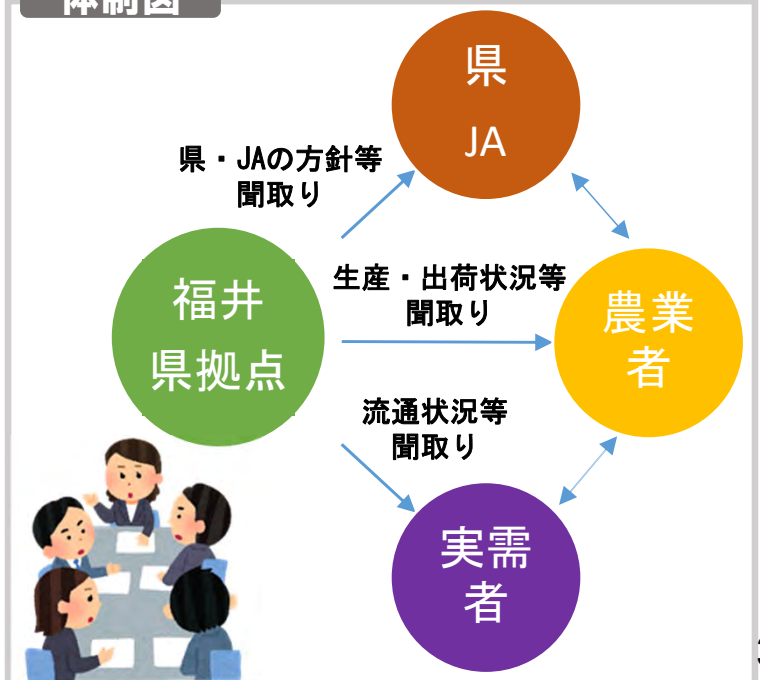 体制図
県
JA
県・JAの方針等
聞取り
福井
県拠点
生産・出荷状況等
聞取り
農業
者
流通状況等
聞取り
実需
者